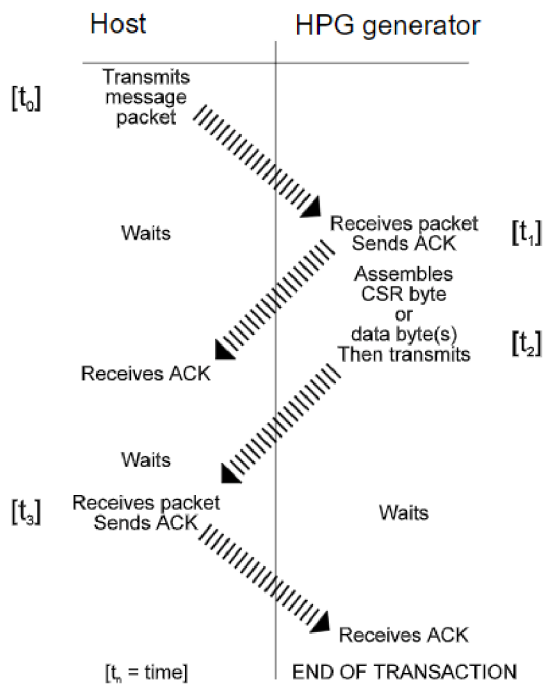 Host
HPG generator
[t0]
Transmits
message
packet
Waits
Receives packet
Sends ACK
[t1]
Assembles
CSR byte
or
data byte(s)
Then transmits
[t2]
Receives ACK
Waits
[t3]
Receives packet
Sends ACK
Waits
Receives ACK
[tn = time]
END OF TRANSACTION